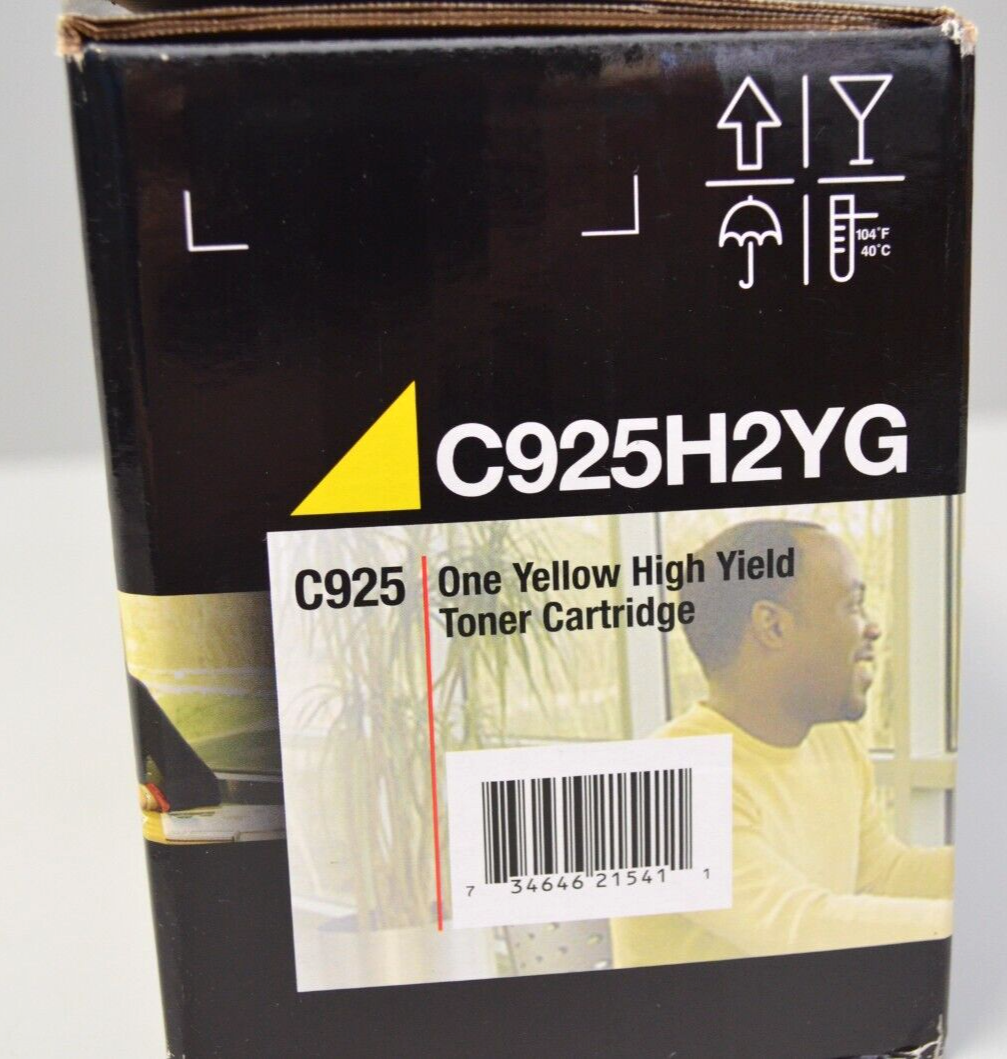 104°F
40°C
C925H2YG
C925
One Yellow High Yield
Toner Cartridge
7 34646 21541 1